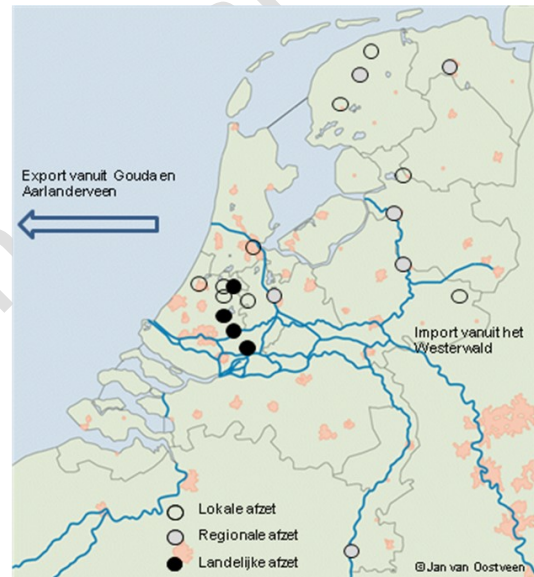 Export vanuit Gouda en
Aarlanderveen
Import vanuit het
Westerwald
Lokale afzet
Regionale afzet
Landelijke afzet
©Jan van Oostveen